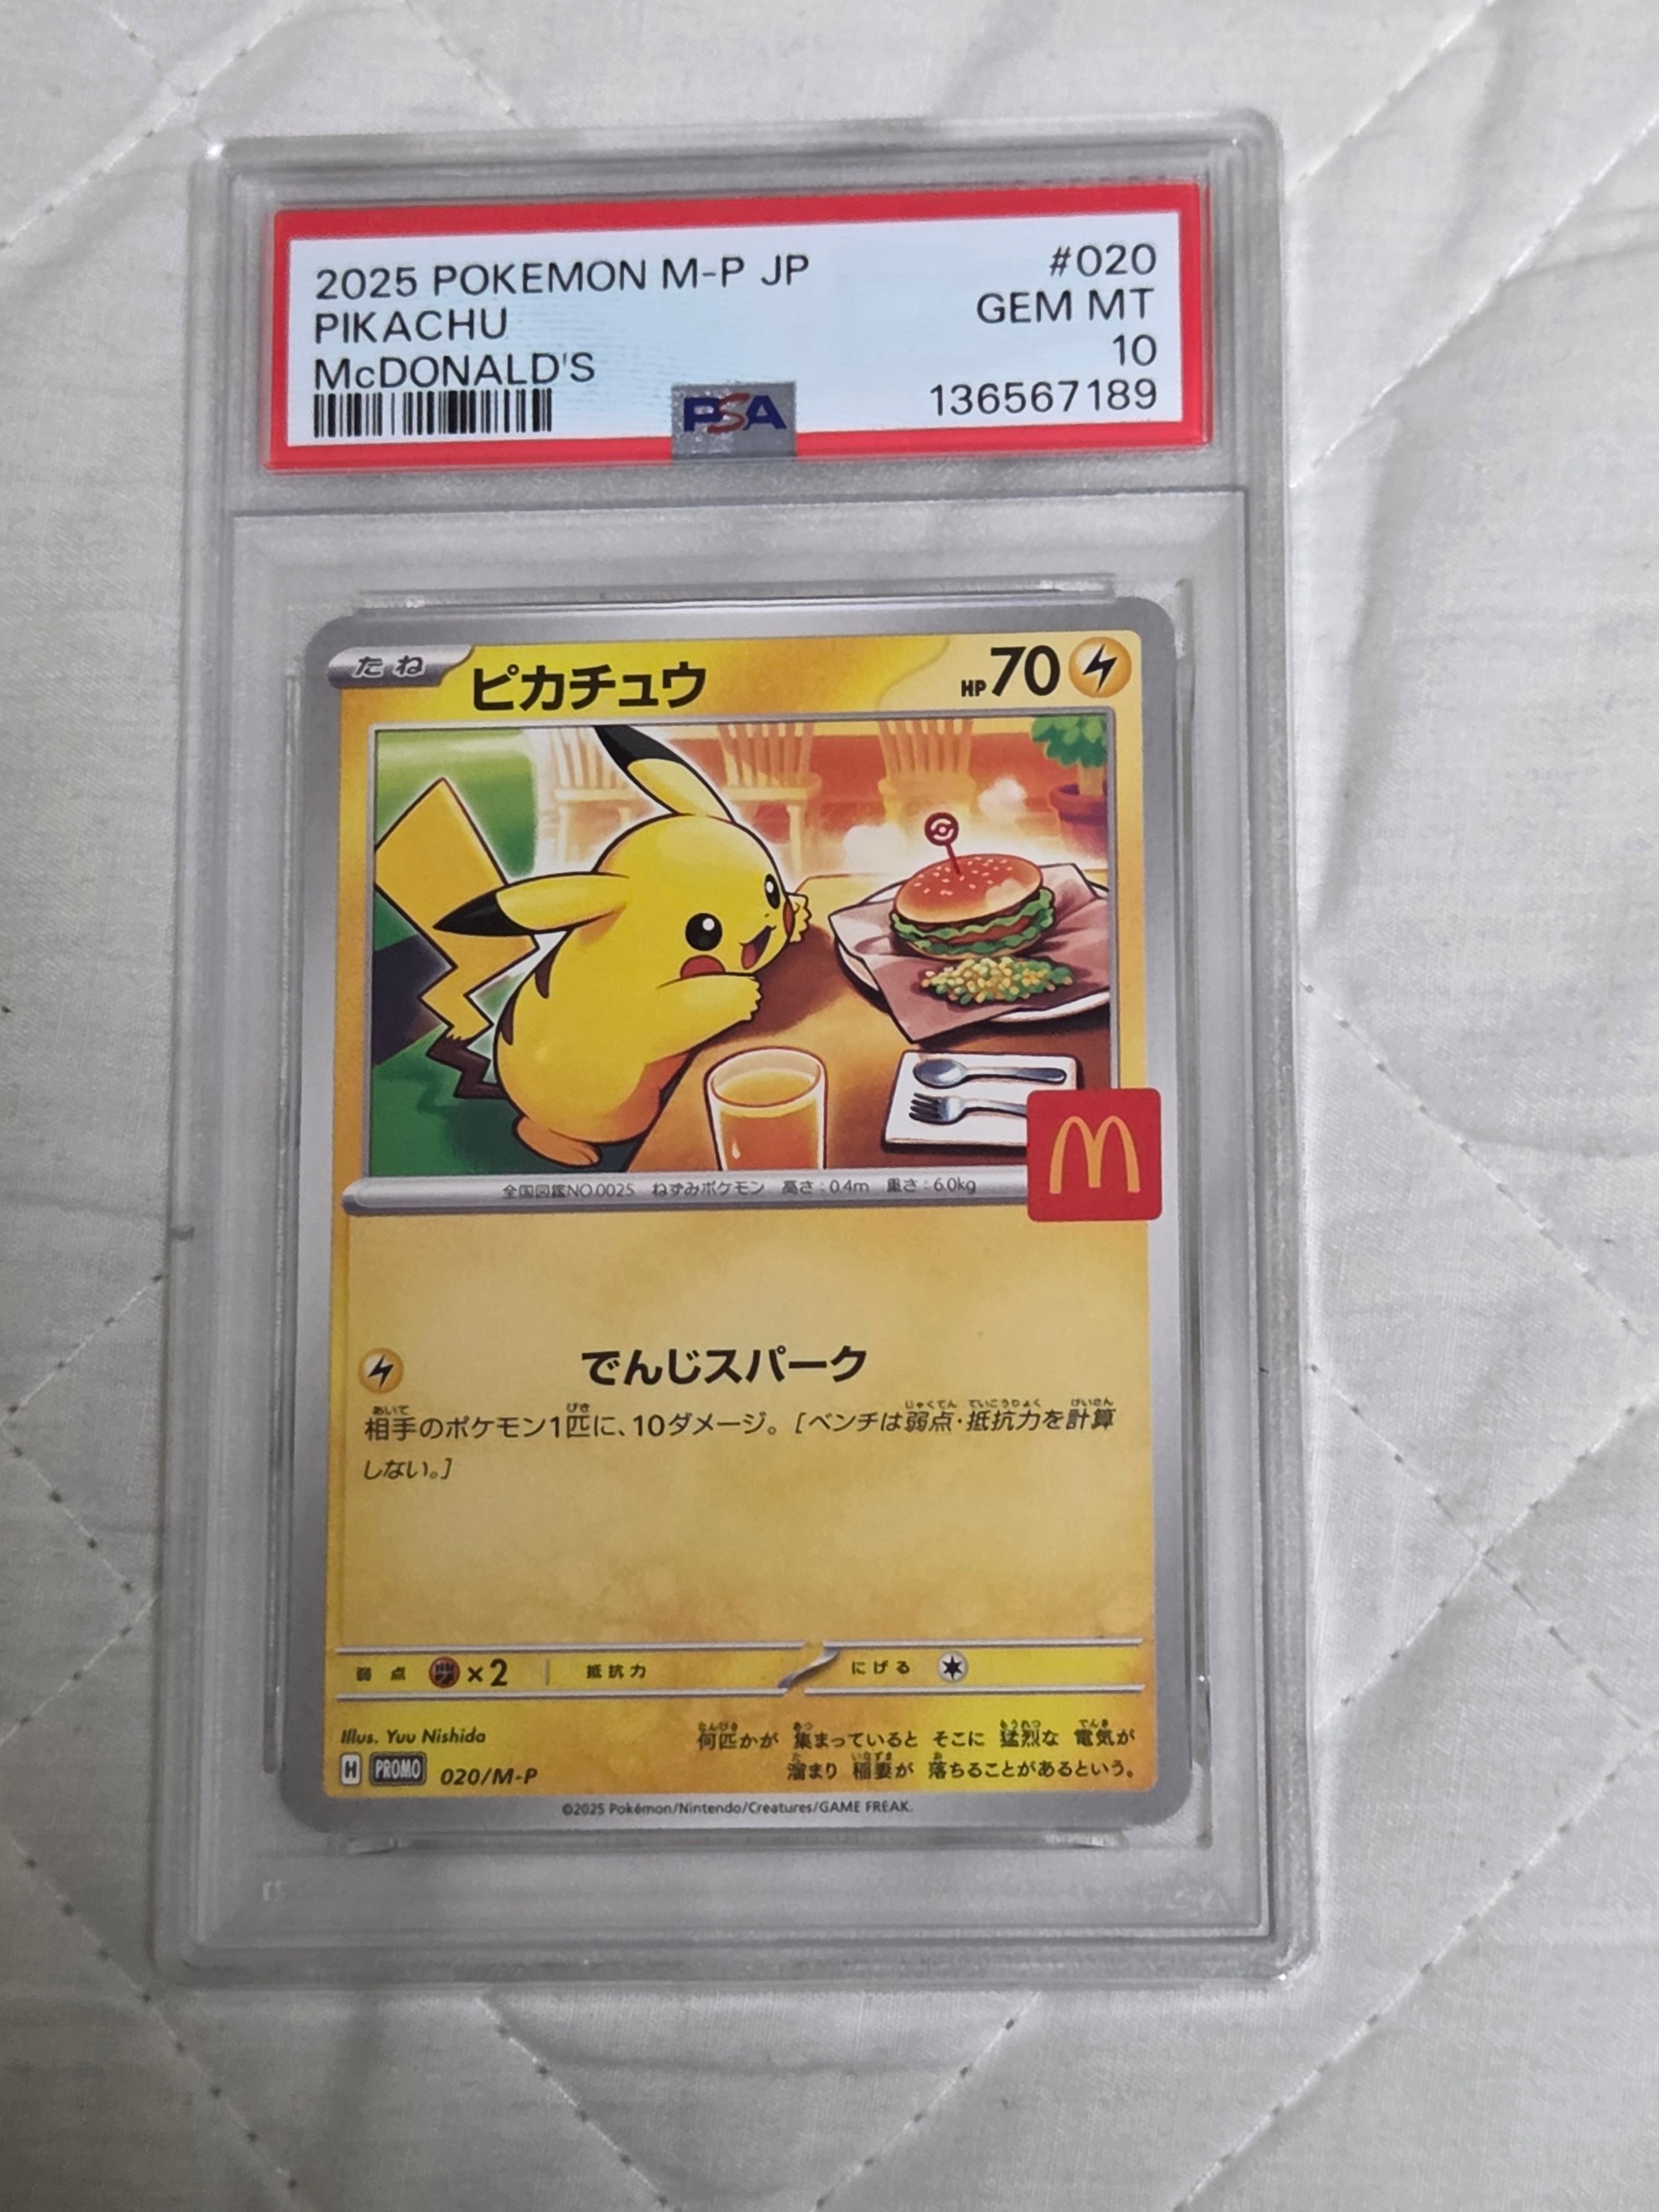 2025 POKEMON M-P JP
#020
PIKACHU
GEM MT
McDONALD'S
10
PSA
136567189
たね
ピカチュウ
HP70
全国図鑑NO.0025 ねずみポケモン 高さ:0.4m 重さ:6.0kg
でんじスパーク
相手のポケモン1匹に、10ダメージ。[ベンチは弱点・抵抗力を計算
しない。]
弱点 ×2 抵抗力 にげる
Illus. Yuu Nishida
何匹かが 集まっていると そこに 猛烈な 電気が
溜まり 稲妻が 落ちることがあるという。
H PROMO 020/M-P
©2025 Pokémon/Nintendo/Creatures/GAME FREAK.